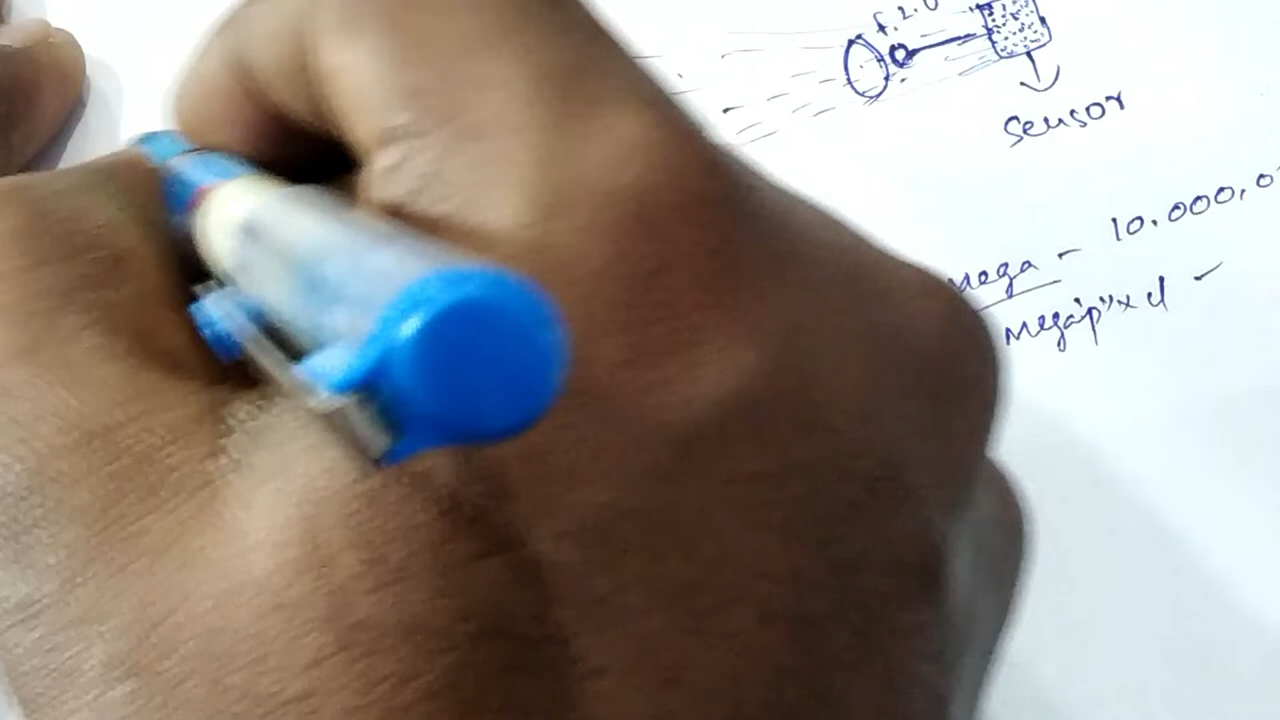 f. 2.0
Sensor
Mega - 10.000,0
Megapixel -